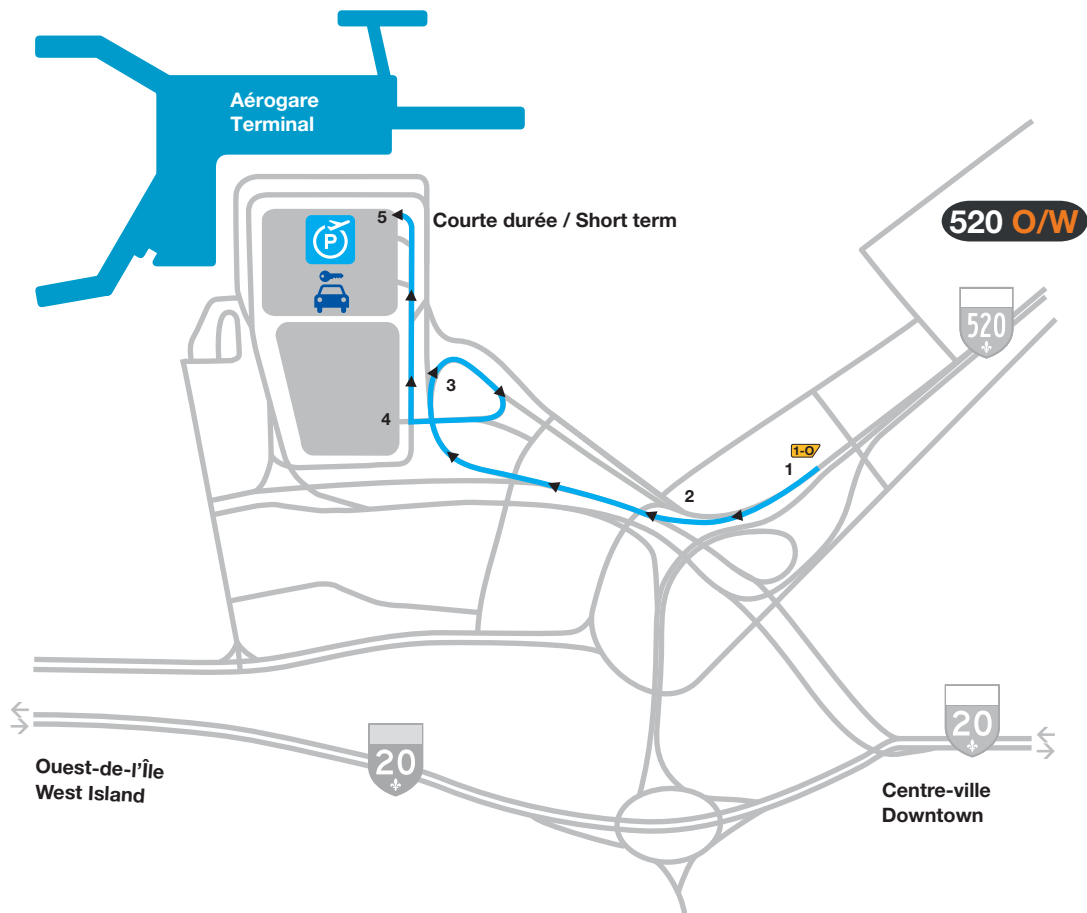 Aérogare
Terminal
5
P
Courte durée / Short term
520 O/W
520
3
4
1-O
1
2
20
20
Ouest-de-l'Île
West Island
Centre-ville
Downtown